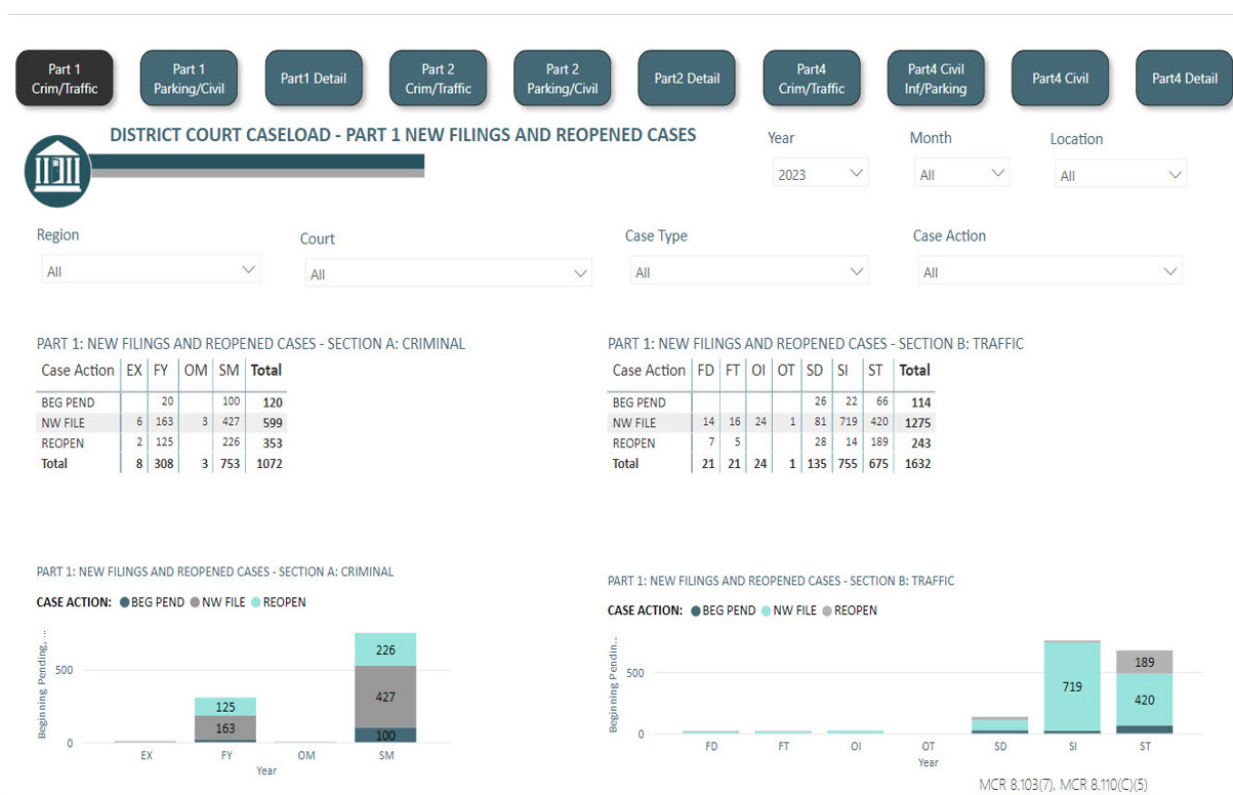 Part 1
Crim/Traffic
Part 1
Parking/Civil
Part1 Detail
Part 2
Crim/Traffic
Part 2
Parking/Civil
Part2 Detail
Part4
Crim/Traffic
Part4 Civil
Inf/Parking
Part4 Civil
Part4 Detail
DISTRICT COURT CASELOAD - PART 1 NEW FILINGS AND REOPENED CASES
Year
2023
Month
All
Location
All
Region
All
Court
All
Case Type
All
Case Action
All
PART 1: NEW FILINGS AND REOPENED CASES - SECTION A: CRIMINAL
Case Action EX FY OM SM Total
BEG PEND 20 100 120
NW FILE 6 163 3 427 599
REOPEN 2 125 226 353
Total 8 308 3 753 1072
PART 1: NEW FILINGS AND REOPENED CASES - SECTION B: TRAFFIC
Case Action FD FT OI OT SD SI ST Total
BEG PEND 26 22 66 114
NW FILE 14 16 24 1 81 719 420 1275
REOPEN 7 5 28 14 189 243
Total 21 21 24 1 135 755 675 1632
PART 1: NEW FILINGS AND REOPENED CASES - SECTION A: CRIMINAL
CASE ACTION: BEG PEND NW FILE REOPEN
Beginning Pending, ...
500
0
125
163
226
427
100
EX FY OM SM
Year
PART 1: NEW FILINGS AND REOPENED CASES - SECTION B: TRAFFIC
CASE ACTION: BEG PEND NW FILE REOPEN
Beginning Pendin...
500
0
719
189
420
FD FT OI OT SD SI ST
Year
MCR 8.103(7), MCR 8.110(C)(5)